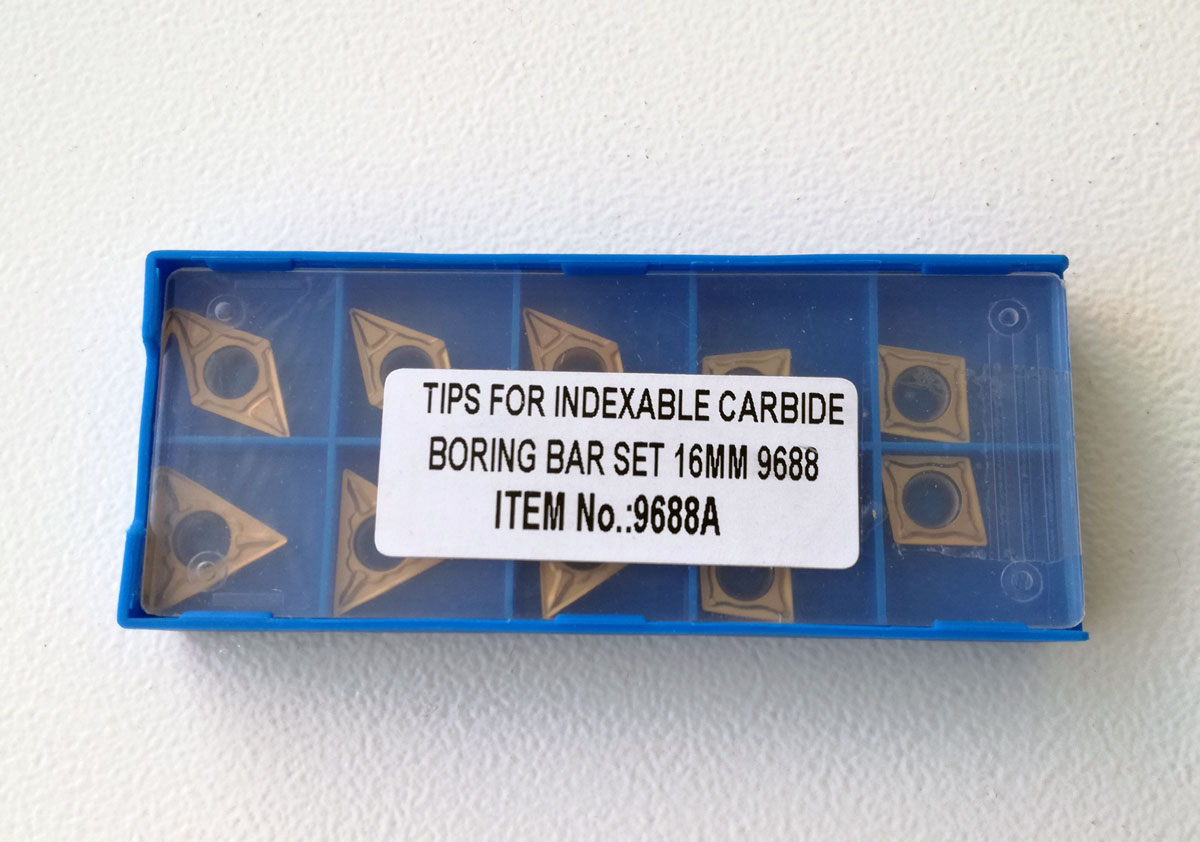 TIPS FOR INDEXABLE CARBIDE
BORING BAR SET 16MM 9688
ITEM No.:9688A